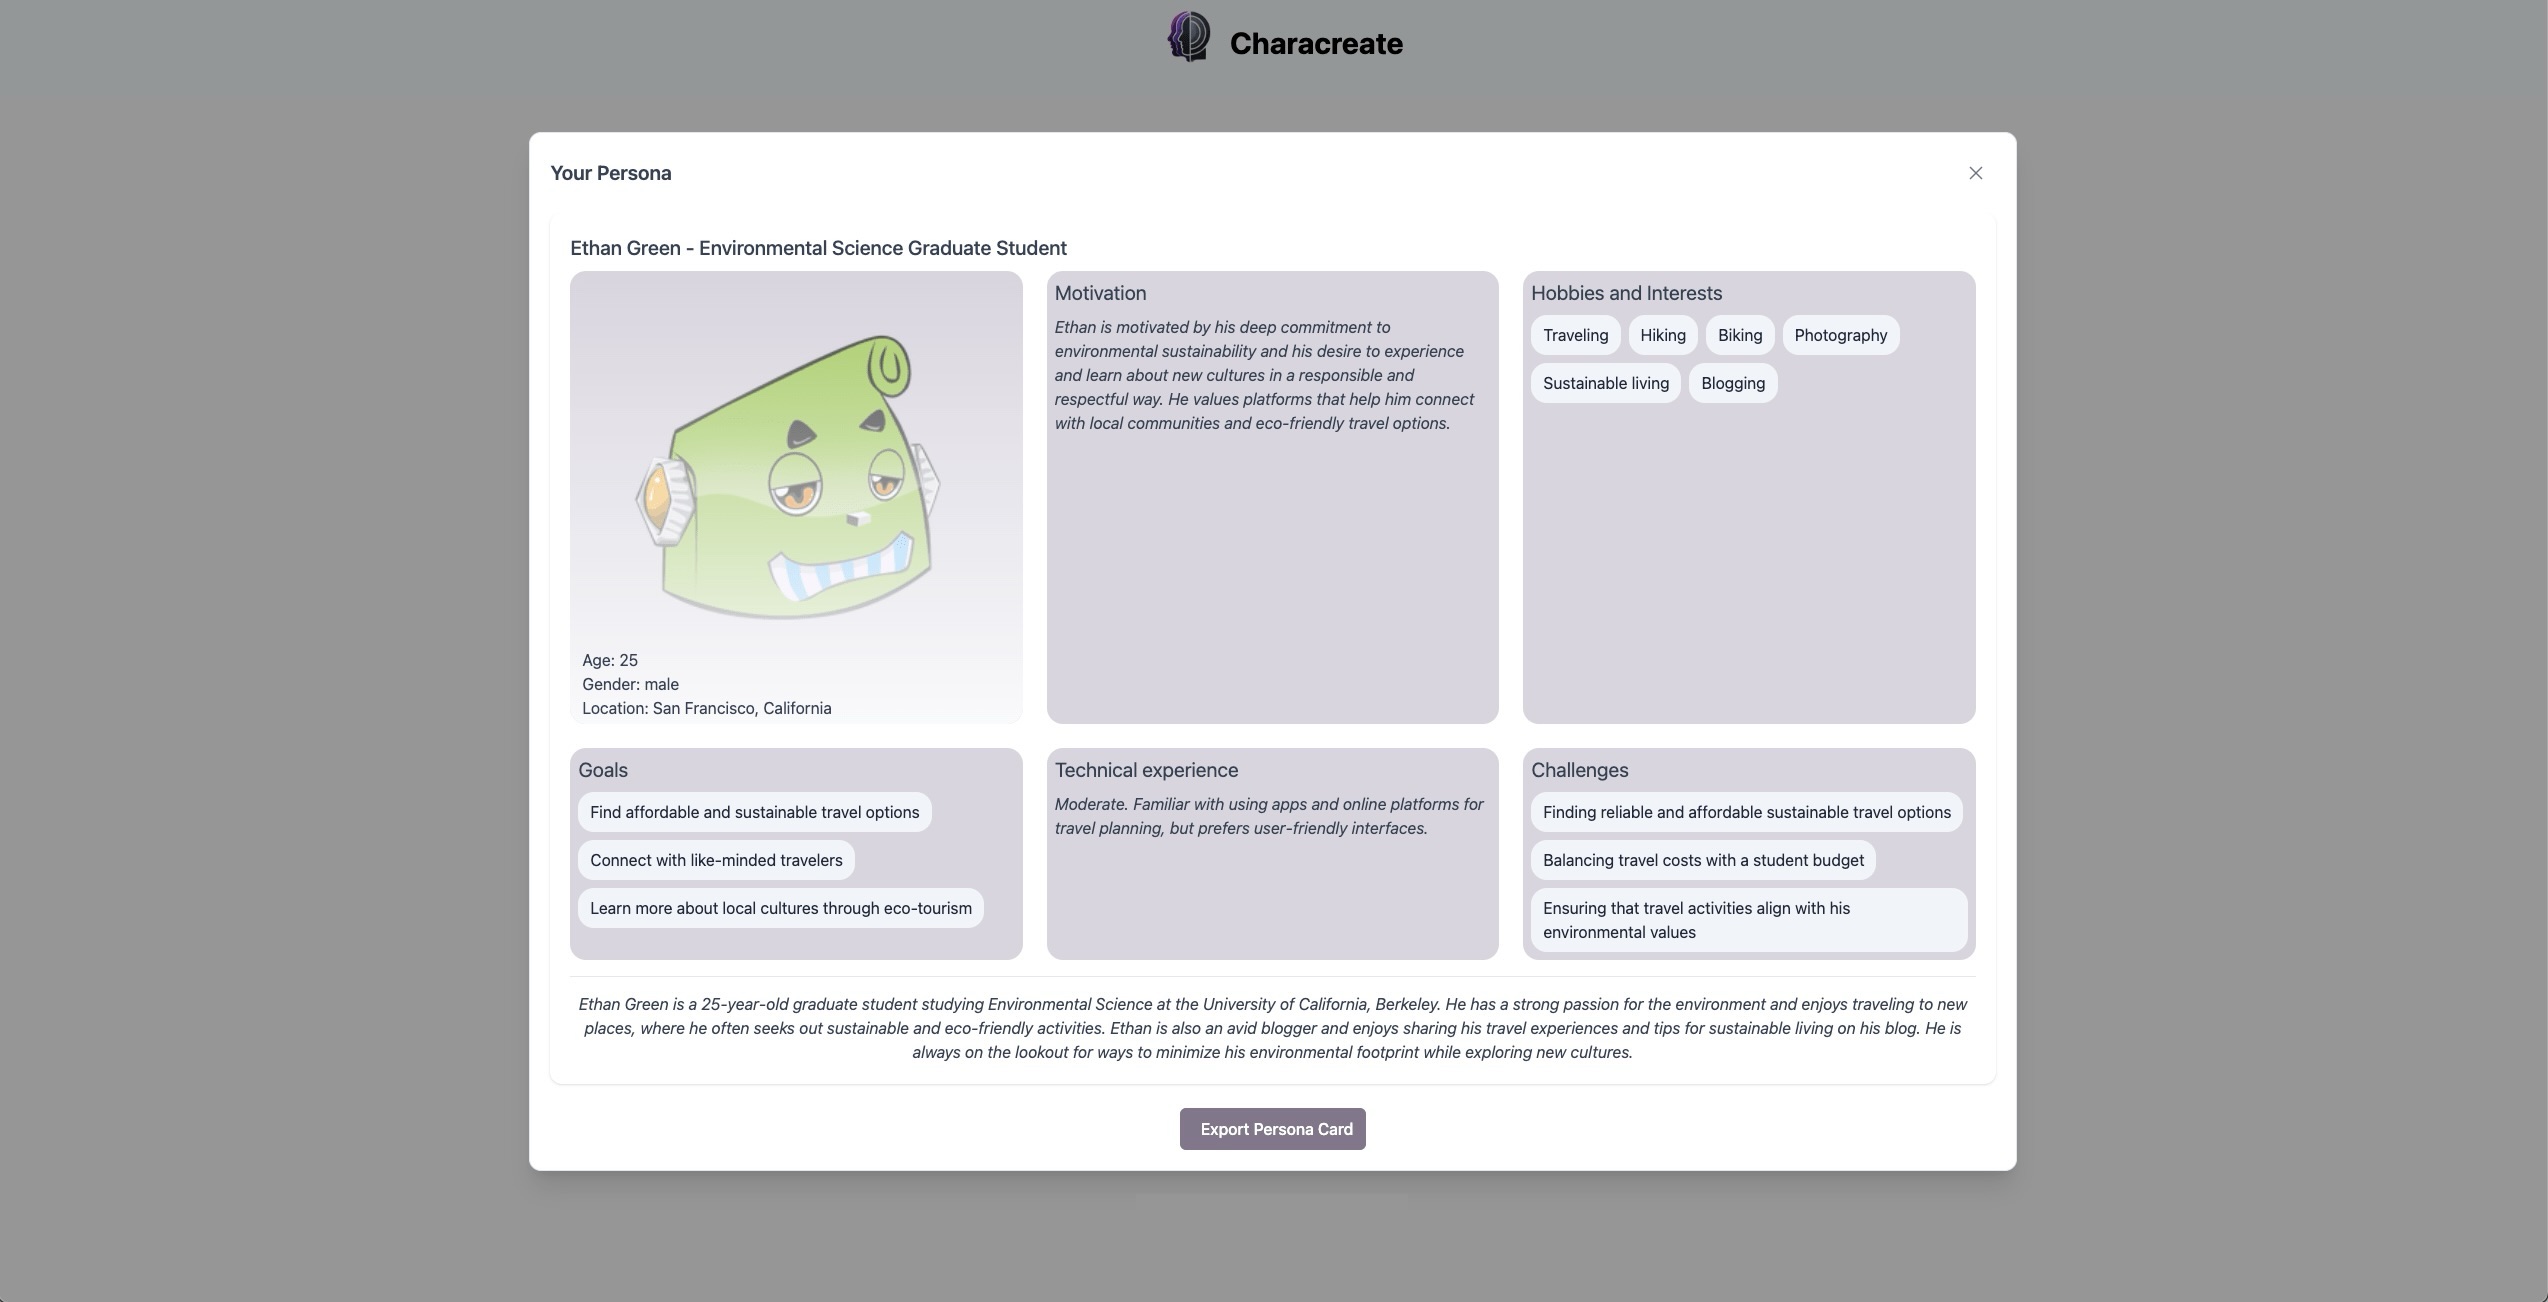 Characreate
Your Persona
Ethan Green - Environmental Science Graduate Student
Age: 25
Gender: male
Location: San Francisco, California
Motivation
Ethan is motivated by his deep commitment to
environmental sustainability and his desire to experience
and learn about new cultures in a responsible and
respectful way. He values platforms that help him connect
with local communities and eco-friendly travel options.
Hobbies and Interests
Traveling Hiking Biking Photography
Sustainable living Blogging
Goals
Find affordable and sustainable travel options
Connect with like-minded travelers
Learn more about local cultures through eco-tourism
Technical experience
Moderate. Familiar with using apps and online platforms for
travel planning, but prefers user-friendly interfaces.
Challenges
Finding reliable and affordable sustainable travel options
Balancing travel costs with a student budget
Ensuring that travel activities align with his
environmental values
Ethan Green is a 25-year-old graduate student studying Environmental Science at the University of California, Berkeley. He has a strong passion for the environment and enjoys traveling to new
places, where he often seeks out sustainable and eco-friendly activities. Ethan is also an avid blogger and enjoys sharing his travel experiences and tips for sustainable living on his blog. He is
always on the lookout for ways to minimize his environmental footprint while exploring new cultures.
Export Persona Card